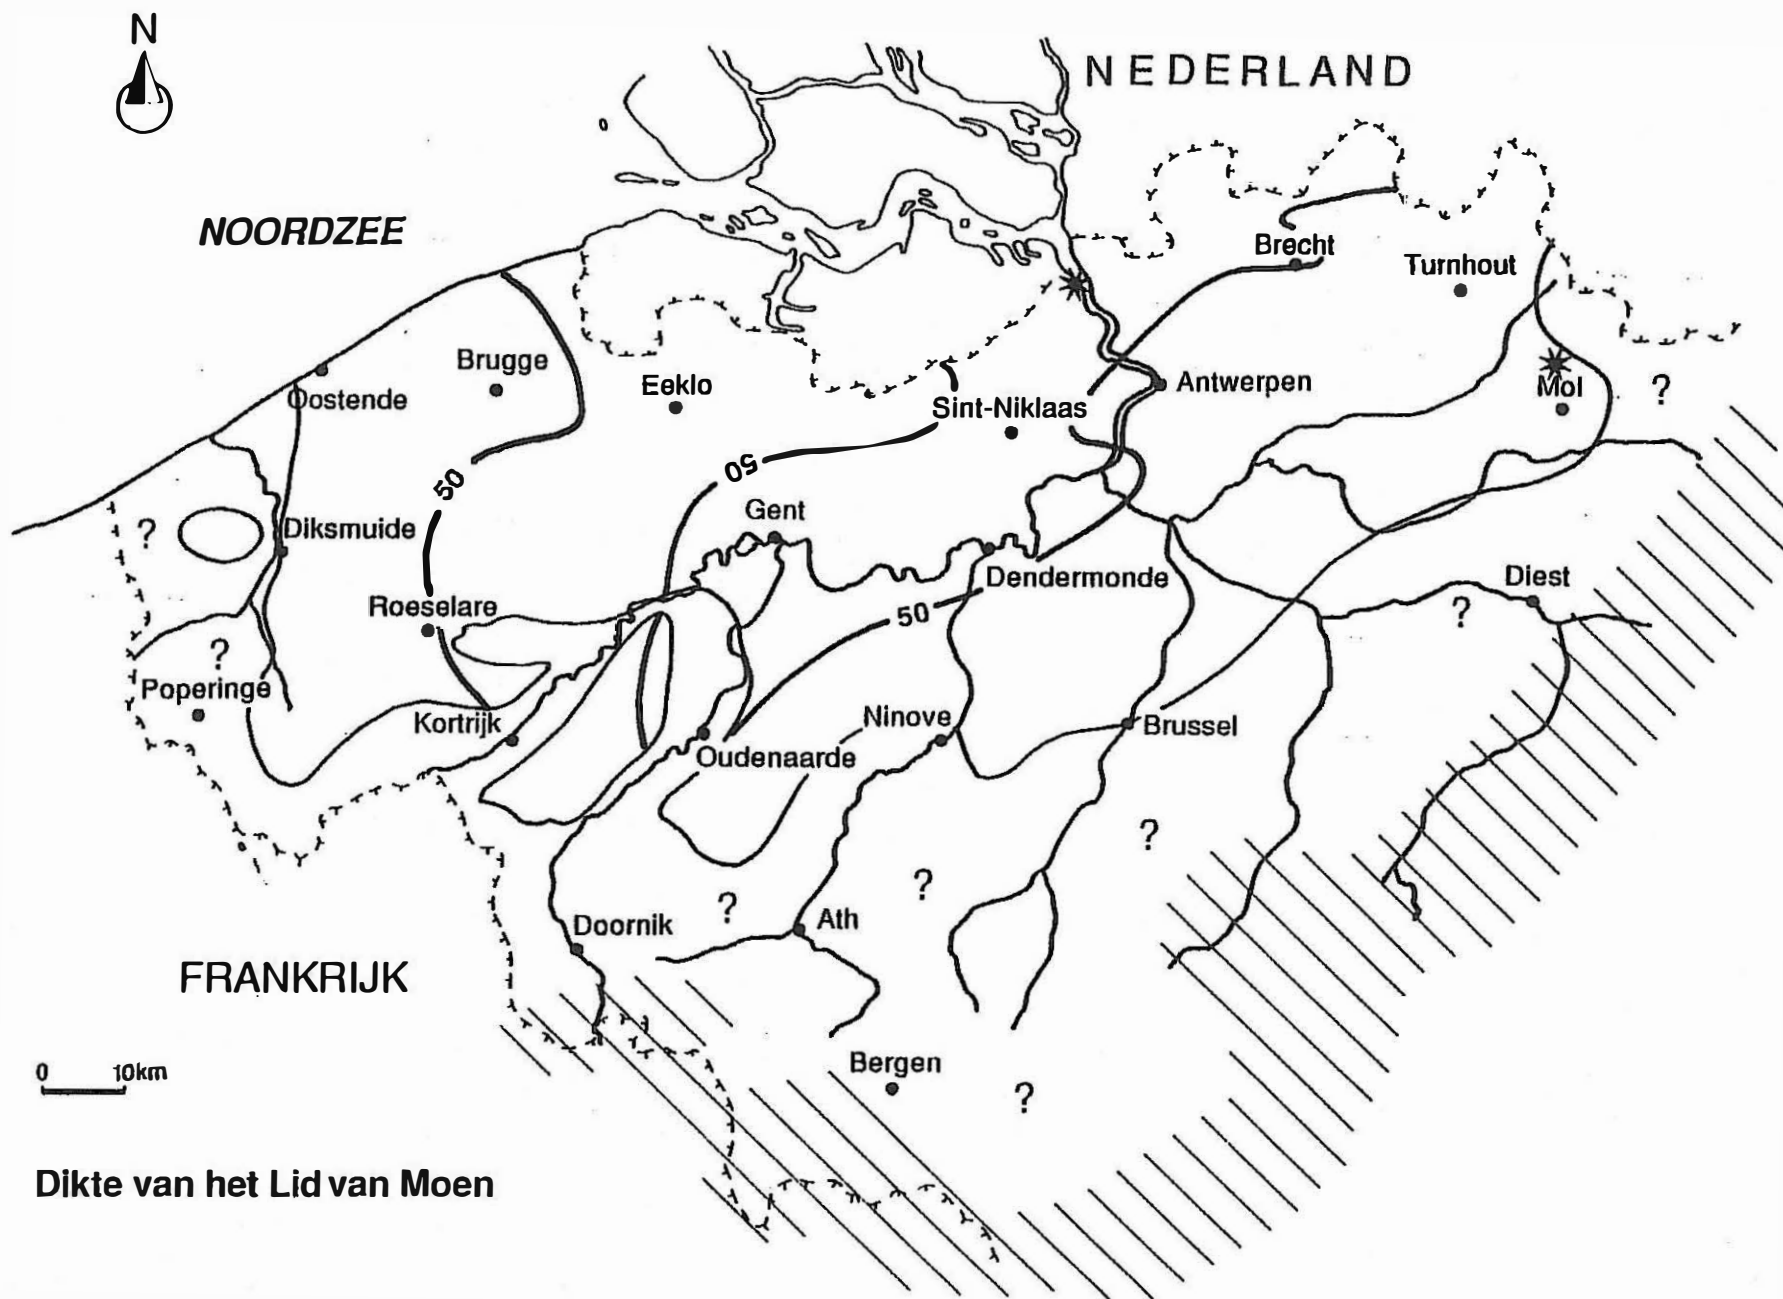 N
NEDERLAND
NOORDZEE
Brecht
Turnhout
Brugge
Eeklo
Antwerpen
Oostende
Sint-Niklaas
Mol
?
50
50
Gent
?
Diksmuide
Dendermonde
Diest
Roeselare
50
?
?
Poperinge
Kortrijk
Ninove
Brussel
Oudenaarde
?
?
?
Doornik
Ath
FRANKRIJK
Bergen
?
0 10km
Dikte van het Lid van Moen